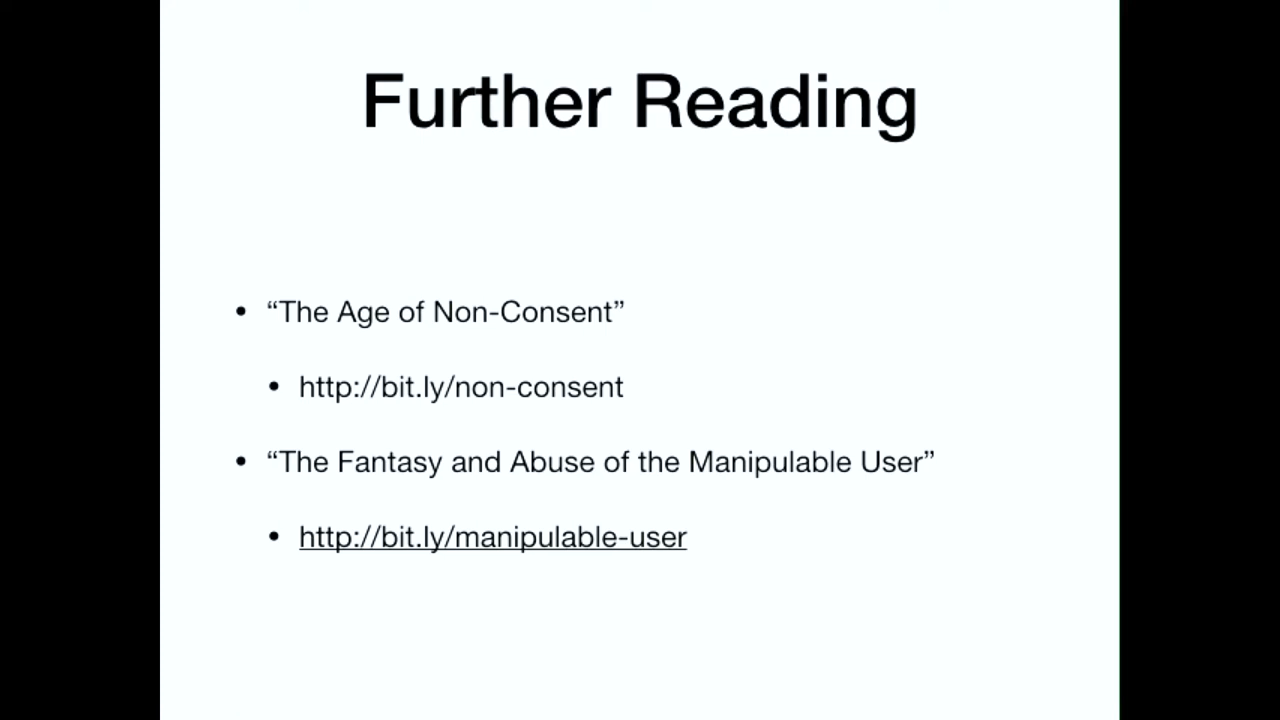 Further Reading
• “The Age of Non-Consent”
• http://bit.ly/non-consent
• “The Fantasy and Abuse of the Manipulable User”
• http://bit.ly/manipulable-user